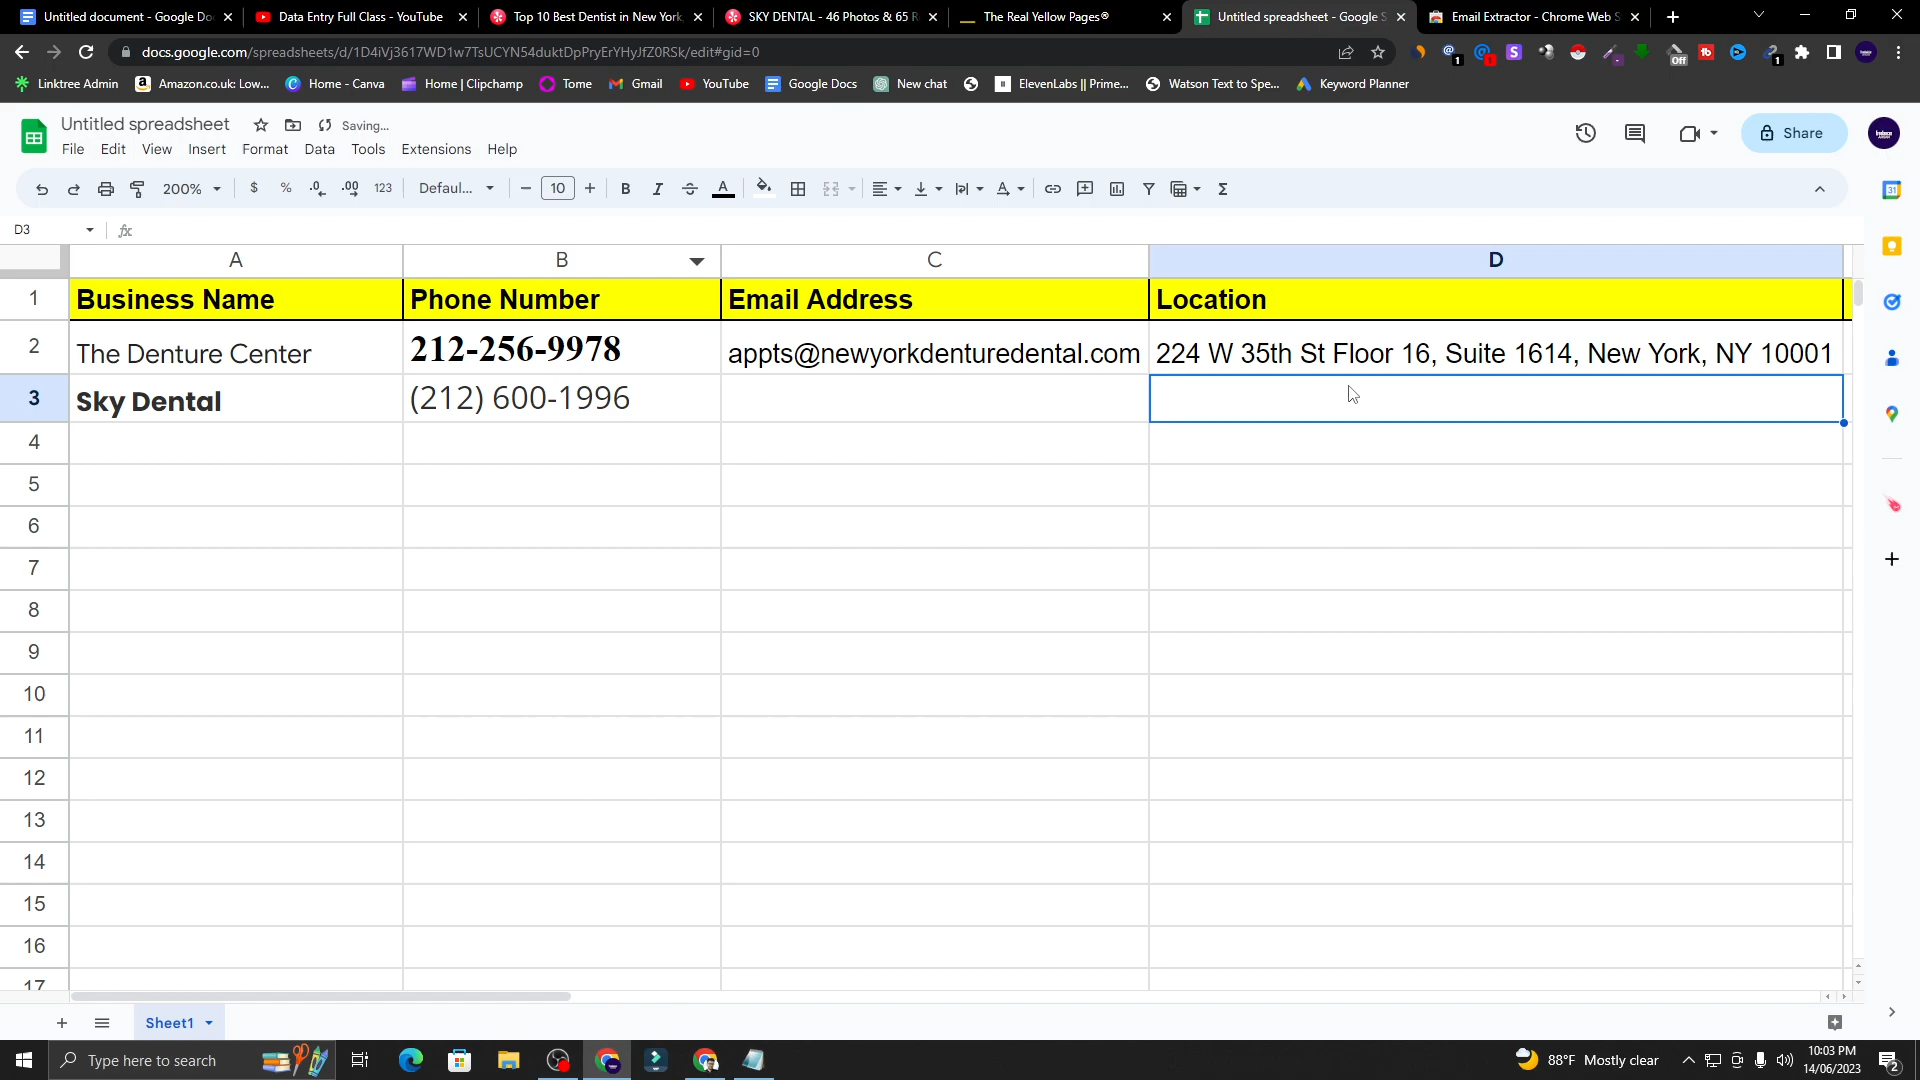 Untitled document - Google Do
Data Entry Full Class - YouTube
Top 10 Best Dentist in New York,
SKY DENTAL - 46 Photos & 65 R
The Real Yellow Pages®
Untitled spreadsheet - Google S
Email Extractor - Chrome Web S
docs.google.com/spreadsheets/d/1D4iVj3617WD1w7TsUCYN54duktDpPryErYHyJfZ0RSk/edit#gid=0
Linktree Admin
Amazon.co.uk: Low...
Home - Canva
Home | Clipchamp
Tome
Gmail
YouTube
Google Docs
New chat
ElevenLabs || Prime...
Watson Text to Spe...
Keyword Planner
Untitled spreadsheet
Saving...
File Edit View Insert Format Data Tools Extensions Help
Share
200% $ % .0 .00 123 Defaul... 10 B I A
D3
fx
A B C D
1 Business Name Phone Number Email Address Location
2 The Denture Center 212-256-9978 appts@newyorkdenturedental.com 224 W 35th St Floor 16, Suite 1614, New York, NY 10001
3 Sky Dental (212) 600-1996
4
5
6
7
8
9
10
11
12
13
14
15
16
17
Sheet1
Type here to search
88°F Mostly clear
10:03 PM
14/06/2023
2